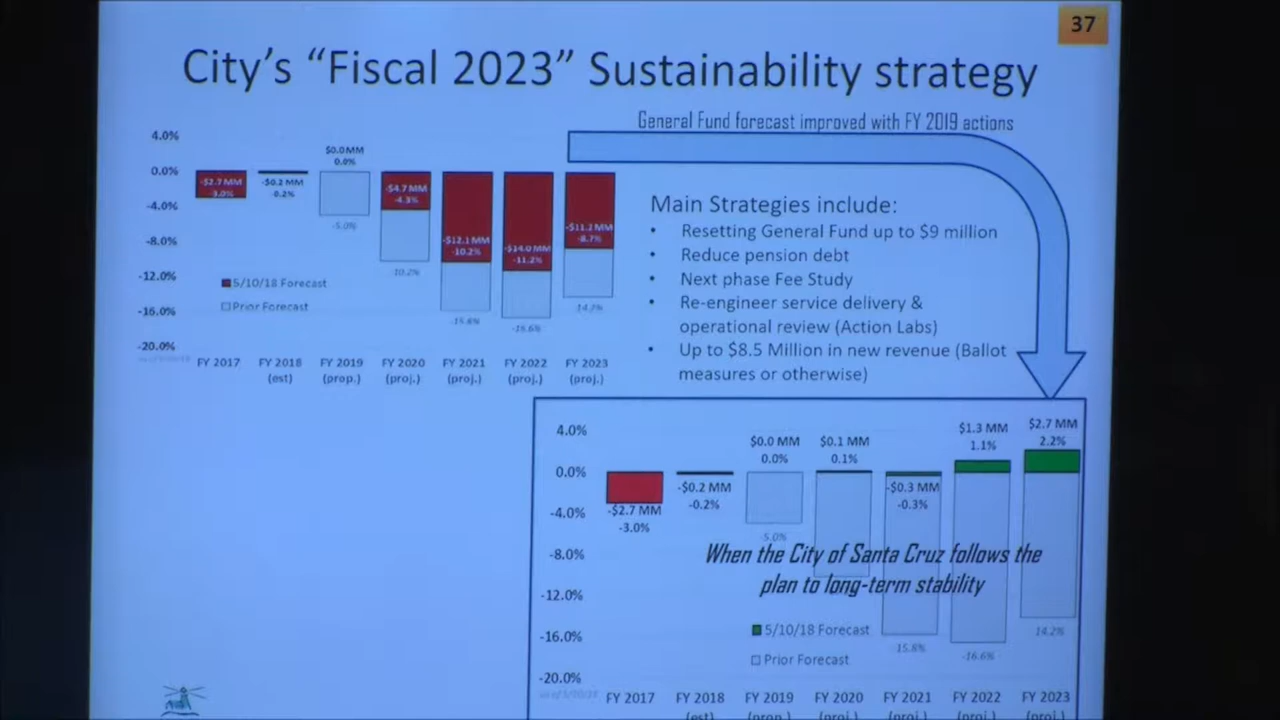 37
City's "Fiscal 2023" Sustainability strategy
General Fund forecast improved with FY 2019 actions
4.0%
0.0%
-4.0%
-8.0%
-12.0%
-16.0%
-20.0%
-$2.7 MM
-3.0%
-$0.2 MM
-0.2%
$0.0MM
0.0%
-5.0%
-$4.7 MM
-4.3%
10.2%
-$12.1 MM
-10.2%
-15.8%
-$14.0 MM
-11.2%
-16.6%
-$11.2 MM
-8.7%
14.2%
5/10/18 Forecast
Prior Forecast
FY 2017 FY 2018 FY 2019 FY 2020 FY 2021 FY 2022 FY 2023
(est) (prop.) (proj.) (proj.) (proj.) (proj.)
Main Strategies include:
• Resetting General Fund up to $9 million
• Reduce pension debt
• Next phase Fee Study
• Re-engineer service delivery &
operational review (Action Labs)
• Up to $8.5 Million in new revenue (Ballot
measures or otherwise)
4.0%
0.0%
-4.0%
-8.0%
-12.0%
-16.0%
-20.0%
-$2.7 MM
-3.0%
-$0.2 MM
-0.2%
$0.0 MM
0.0%
-5.0%
$0.1 MM
0.1%
-$0.3 MM
-0.3%
15.8%
$1.3 MM
1.1%
-16.6%
$2.7 MM
2.2%
14.2%
When the City of Santa Cruz follows the
plan to long-term stability
5/10/18 Forecast
Prior Forecast
as of 5/10/18
FY 2017 FY 2018 FY 2019 FY 2020 FY 2021 FY 2022 FY 2023
(est) (prop.) (proj.) (proj.) (proj.) (proj.)